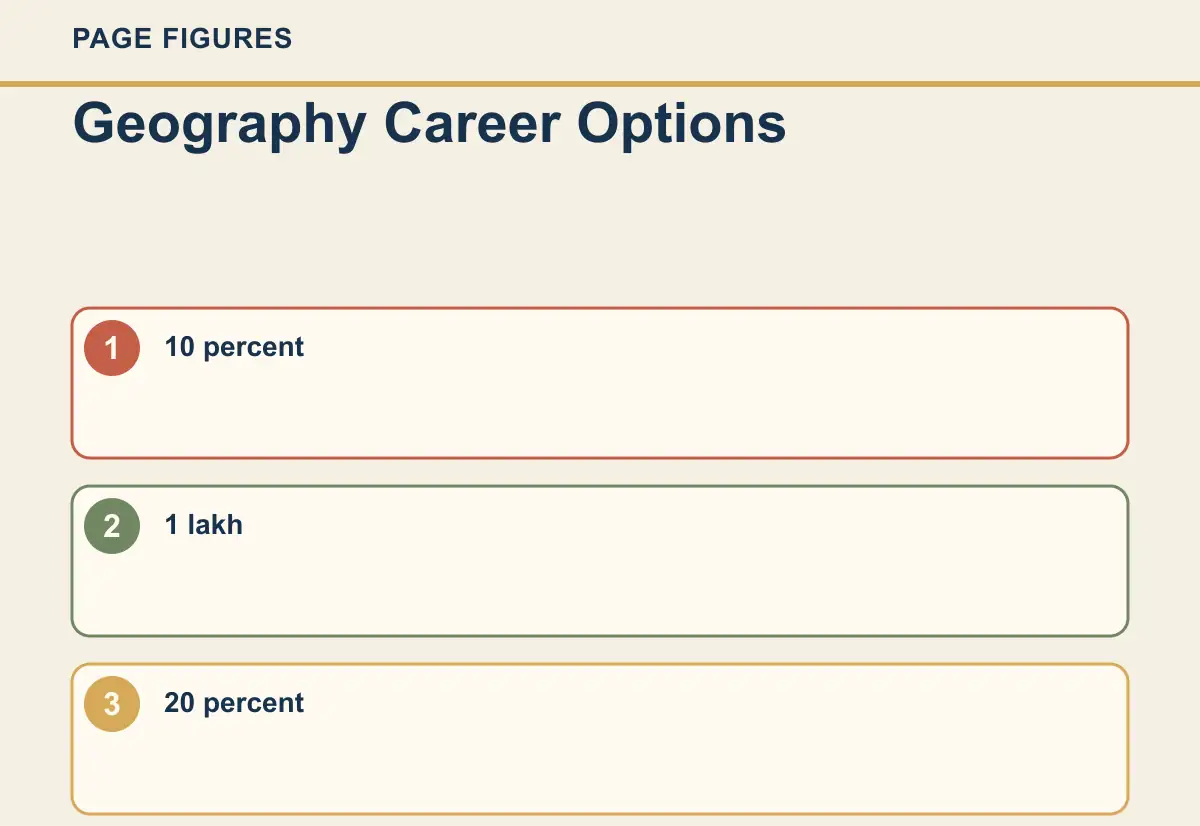 PAGE FIGURES
Geography Career Options
1 10 percent
2 1 lakh
3 20 percent